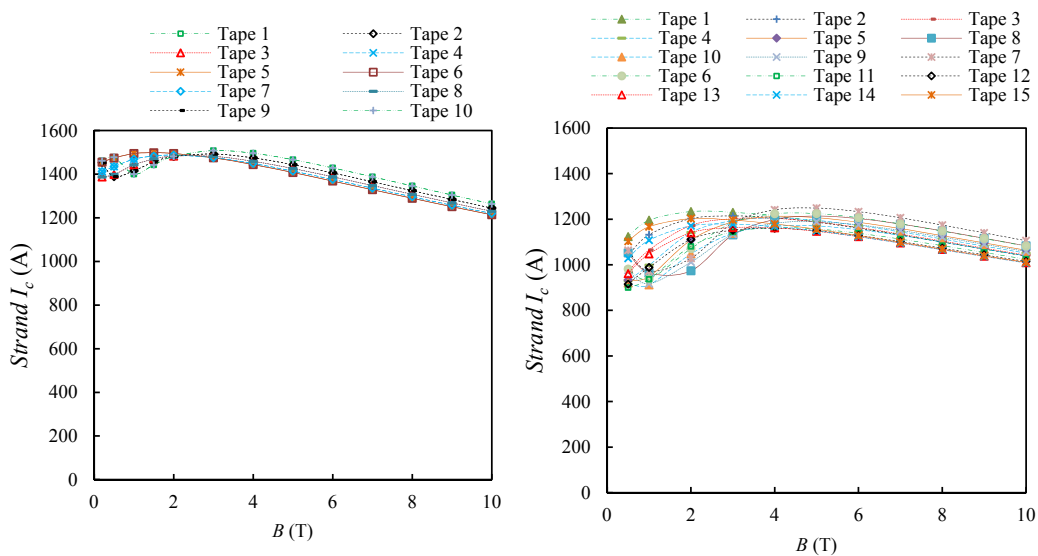 Tape 1 Tape 2
Tape 3 Tape 4
Tape 5 Tape 6
Tape 7 Tape 8
Tape 9 Tape 10
1600
1400
1200
1000
800
600
400
200
0
0 2 4 6 8 10
Strand Ic (A)
B (T)
Tape 1 Tape 2 Tape 3
Tape 4 Tape 5 Tape 8
Tape 10 Tape 9 Tape 7
Tape 6 Tape 11 Tape 12
Tape 13 Tape 14 Tape 15
1600
1400
1200
1000
800
600
400
200
0
0 2 4 6 8 10
Strand Ic (A)
B (T)